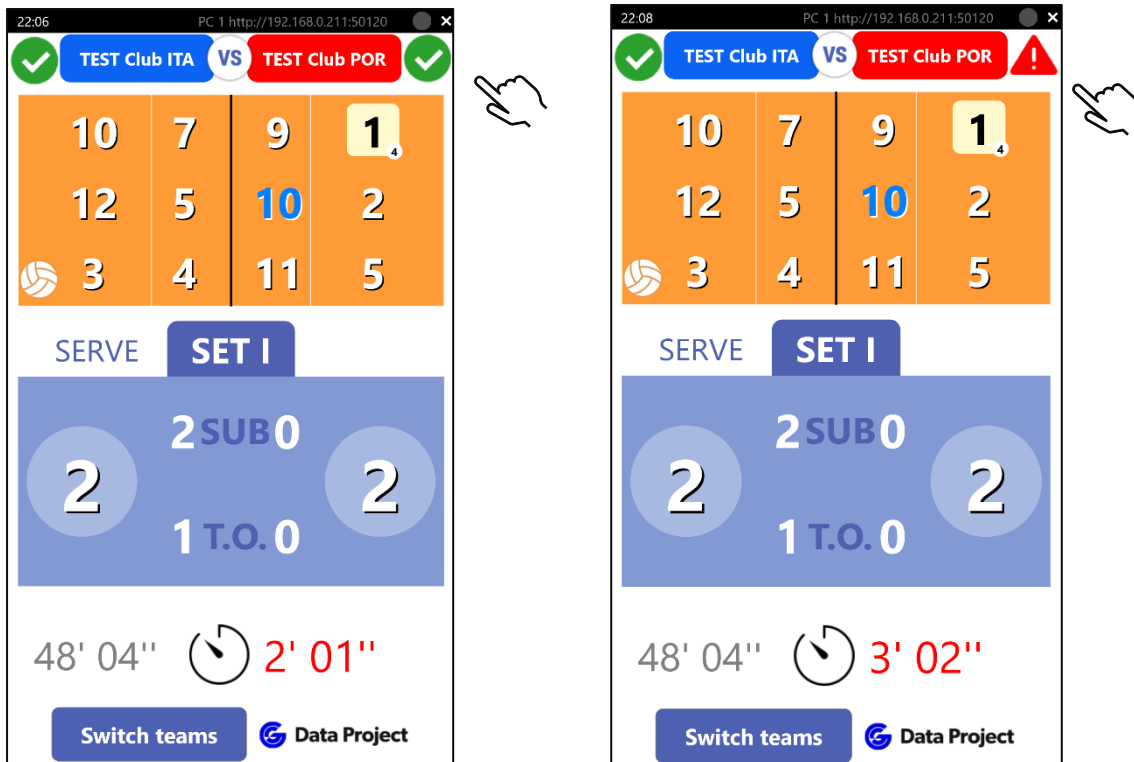 22:06 PC 1 http://192.168.0.211:50120 ×
TEST Club ITA VS TEST Club POR
10 7 9 1 4
12 5 10 2
3 4 11 5
SERVE SET I
2 SUB 0
2 2
1 T.O. 0
48' 04'' 2' 01''
Switch teams Data Project
22:08 PC 1 http://192.168.0.211:50120 ×
TEST Club ITA VS TEST Club POR !
10 7 9 1 4
12 5 10 2
3 4 11 5
SERVE SET I
2 SUB 0
2 2
1 T.O. 0
48' 04'' 3' 02''
Switch teams Data Project